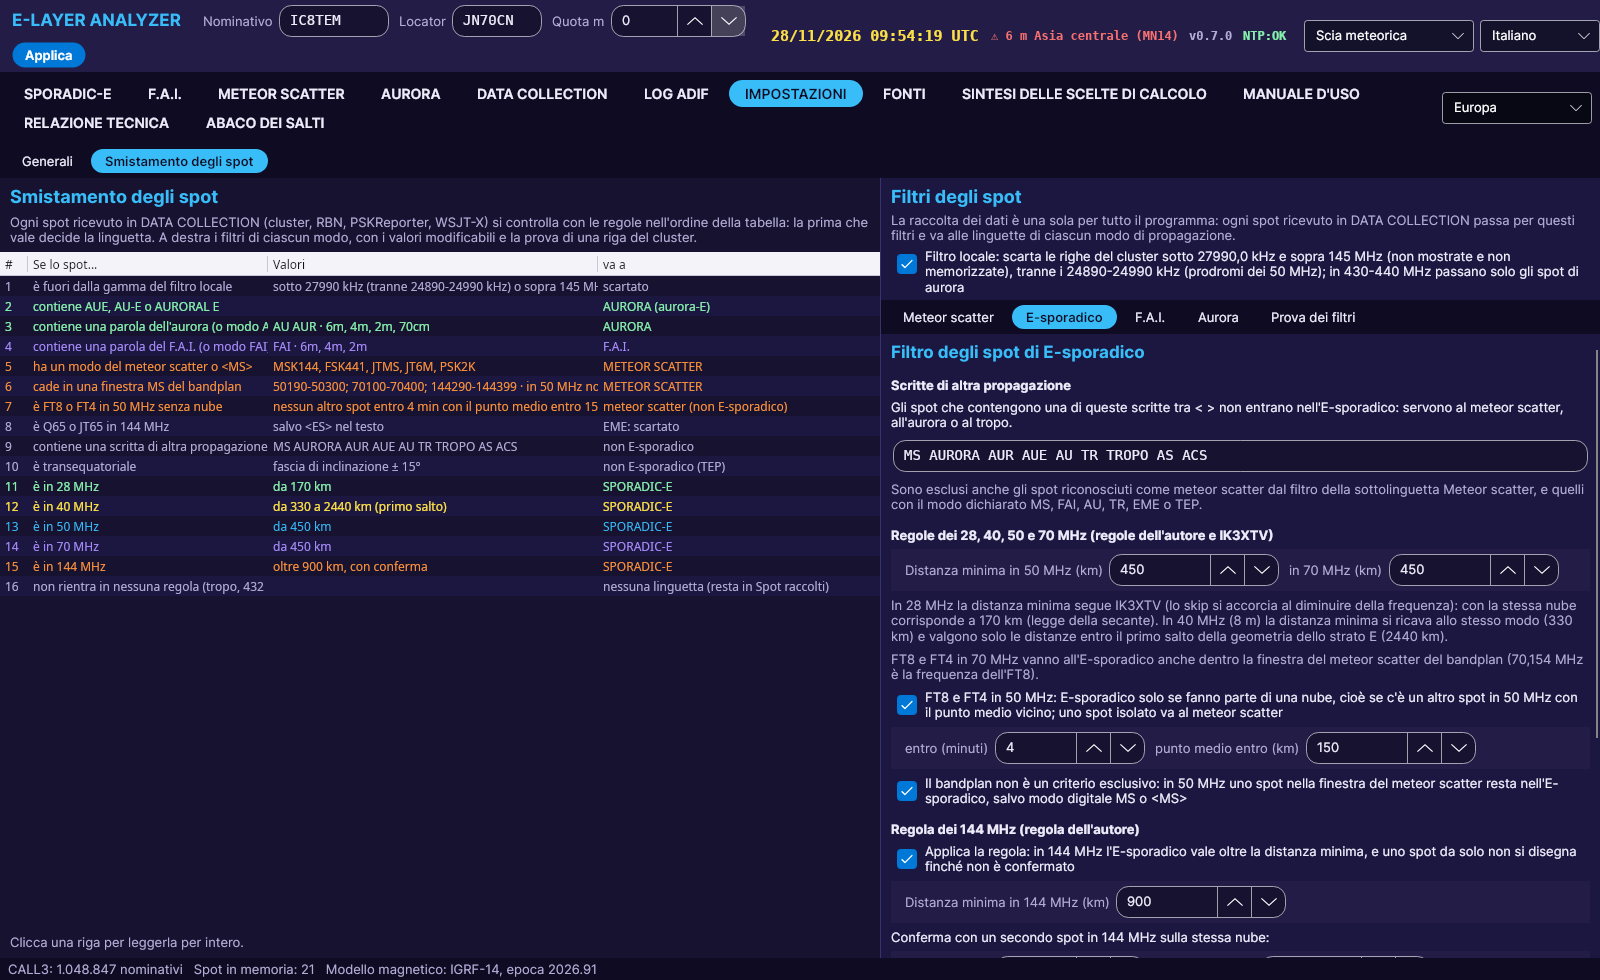 E-LAYER ANALYZER Nominativo IC8TEM Locator JN70CN Quota m 0
28/11/2026 09:54:19 UTC ⚠ 6 m Asia centrale (MN14) v0.7.0 NTP:OK Scia meteorica Italiano
Applica
SPORADIC-E F.A.I. METEOR SCATTER AURORA DATA COLLECTION LOG ADIF IMPOSTAZIONI FONTI SINTESI DELLE SCELTE DI CALCOLO MANUALE D'USO
RELAZIONE TECNICA ABACO DEI SALTI
Europa
Generali Smistamento degli spot
Smistamento degli spot
Ogni spot ricevuto in DATA COLLECTION (cluster, RBN, PSKReporter, WSJT-X) si controlla con le regole nell'ordine della tabella: la prima che
vale decide la linguetta. A destra i filtri di ciascun modo, con i valori modificabili e la prova di una riga del cluster.
# Se lo spot... Valori va a
1 è fuori dalla gamma del filtro locale sotto 27990 kHz (tranne 24890-24990 kHz) o sopra 145 MH scartato
2 contiene AUE, AU-E o AURORAL E AURORA (aurora-E)
3 contiene una parola dell'aurora (o modo A AU AUR · 6m, 4m, 2m, 70cm AURORA
4 contiene una parola del F.A.I. (o modo FAI FAI · 6m, 4m, 2m F.A.I.
5 ha un modo del meteor scatter o <MS> MSK144, FSK441, JTMS, JT6M, PSK2K METEOR SCATTER
6 cade in una finestra MS del bandplan 50190-50300; 70100-70400; 144290-144399 · in 50 MHz nc METEOR SCATTER
7 è FT8 o FT4 in 50 MHz senza nube nessun altro spot entro 4 min con il punto medio entro 15 meteor scatter (non E-sporadico)
8 è Q65 o JT65 in 144 MHz salvo <ES> nel testo EME: scartato
9 contiene una scritta di altra propagazione MS AURORA AUR AUE AU TR TROPO AS ACS non E-sporadico
10 è transequatoriale fascia di inclinazione ± 15° non E-sporadico (TEP)
11 è in 28 MHz da 170 km SPORADIC-E
12 è in 40 MHz da 330 a 2440 km (primo salto) SPORADIC-E
13 è in 50 MHz da 450 km SPORADIC-E
14 è in 70 MHz da 450 km SPORADIC-E
15 è in 144 MHz oltre 900 km, con conferma SPORADIC-E
16 non rientra in nessuna regola (tropo, 432 nessuna linguetta (resta in Spot raccolti)
Clicca una riga per leggerla per intero.
Filtri degli spot
La raccolta dei dati è una sola per tutto il programma: ogni spot ricevuto in DATA COLLECTION passa per questi
filtri e va alle linguette di ciascun modo di propagazione.
Filtro locale: scarta le righe del cluster sotto 27990,0 kHz e sopra 145 MHz (non mostrate e non
memorizzate), tranne i 24890-24990 kHz (prodromi dei 50 MHz); in 430-440 MHz passano solo gli spot di
aurora
Meteor scatter E-sporadico F.A.I. Aurora Prova dei filtri
Filtro degli spot di E-sporadico
Scritte di altra propagazione
Gli spot che contengono una di queste scritte tra < > non entrano nell'E-sporadico: servono al meteor scatter,
all'aurora o al tropo.
MS AURORA AUR AUE AU TR TROPO AS ACS
Sono esclusi anche gli spot riconosciuti come meteor scatter dal filtro della sottolinguetta Meteor scatter, e quelli
con il modo dichiarato MS, FAI, AU, TR, EME o TEP.
Regole dei 28, 40, 50 e 70 MHz (regole dell'autore e IK3XTV)
Distanza minima in 50 MHz (km) 450 in 70 MHz (km) 450
In 28 MHz la distanza minima segue IK3XTV (lo skip si accorcia al diminuire della frequenza): con la stessa nube
corrisponde a 170 km (legge della secante). In 40 MHz (8 m) la distanza minima si ricava allo stesso modo (330
km) e valgono solo le distanze entro il primo salto della geometria dello strato E (2440 km).
FT8 e FT4 in 70 MHz vanno all'E-sporadico anche dentro la finestra del meteor scatter del bandplan (70,154 MHz
è la frequenza dell'FT8).
FT8 e FT4 in 50 MHz: E-sporadico solo se fanno parte di una nube, cioè se c'è un altro spot in 50 MHz con
il punto medio vicino; uno spot isolato va al meteor scatter
entro (minuti) 4 punto medio entro (km) 150
Il bandplan non è un criterio esclusivo: in 50 MHz uno spot nella finestra del meteor scatter resta nell'E-
sporadico, salvo modo digitale MS o <MS>
Regola dei 144 MHz (regola dell'autore)
Applica la regola: in 144 MHz l'E-sporadico vale oltre la distanza minima, e uno spot da solo non si disegna
finché non è confermato
Distanza minima in 144 MHz (km) 900
Conferma con un secondo spot in 144 MHz sulla stessa nube:
CALL3: 1.048.847 nominativi Spot in memoria: 21 Modello magnetico: IGRF-14, epoca 2026.91